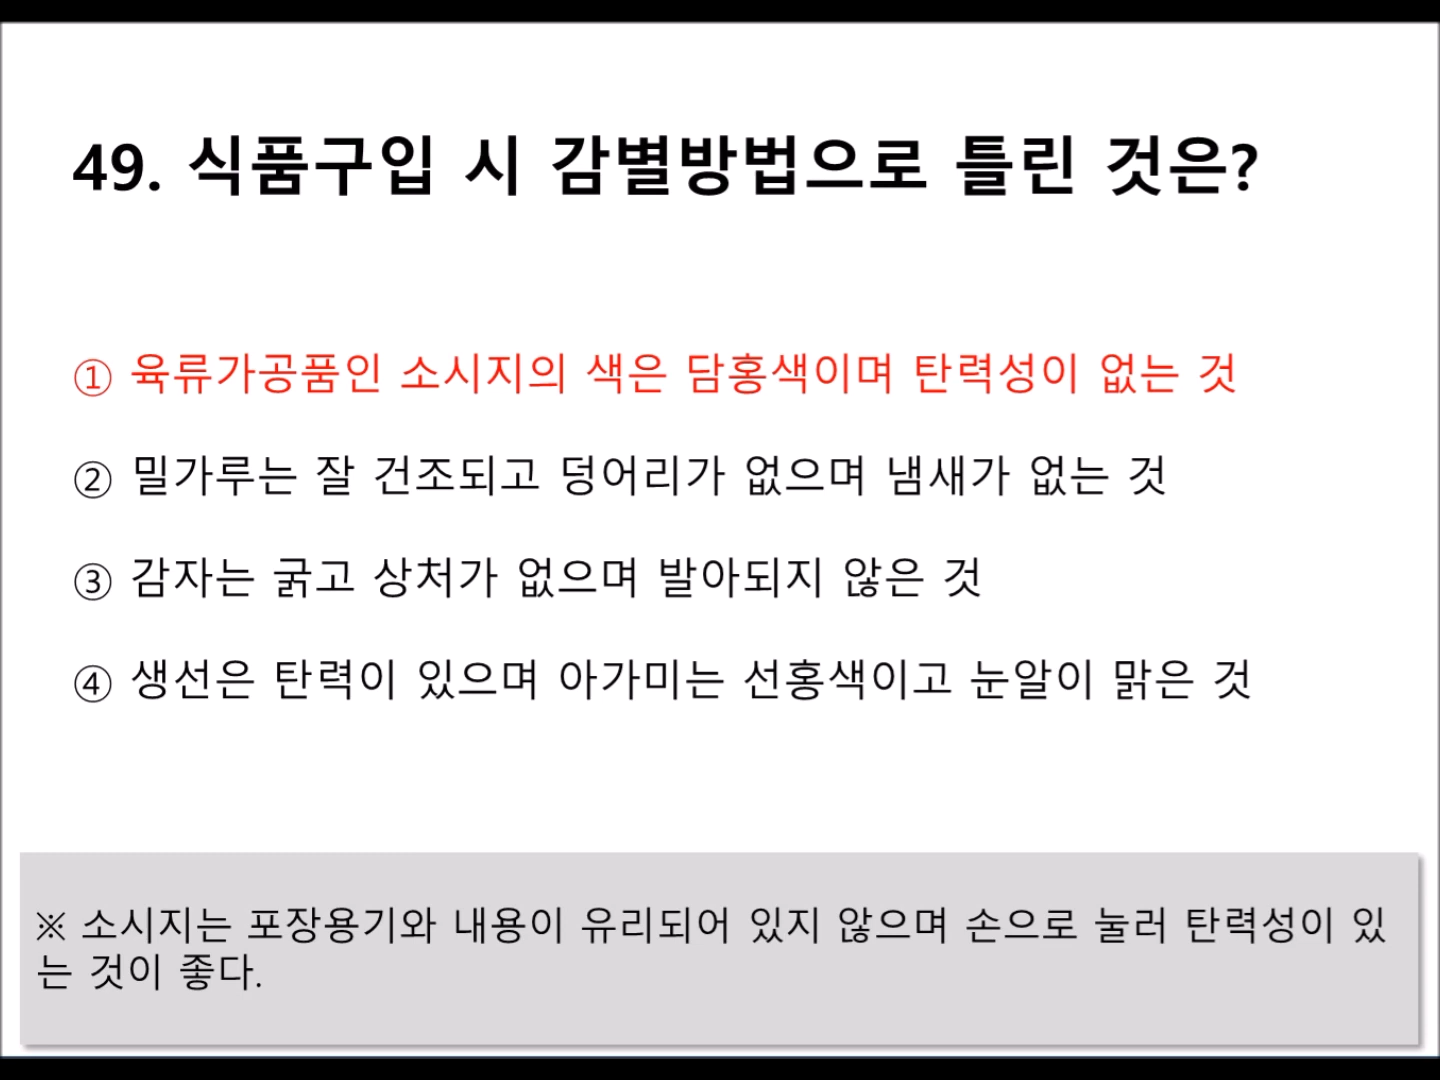 49. 식품구입 시 감별방법으로 틀린 것은?
① 육류가공품인 소시지의 색은 담홍색이며 탄력성이 없는 것
② 밀가루는 잘 건조되고 덩어리가 없으며 냄새가 없는 것
③ 감자는 굵고 상처가 없으며 발아되지 않은 것
④ 생선은 탄력이 있으며 아가미는 선홍색이고 눈알이 맑은 것
※ 소시지는 포장용기와 내용이 유리되어 있지 않으며 손으로 눌러 탄력성이 있
는 것이 좋다.